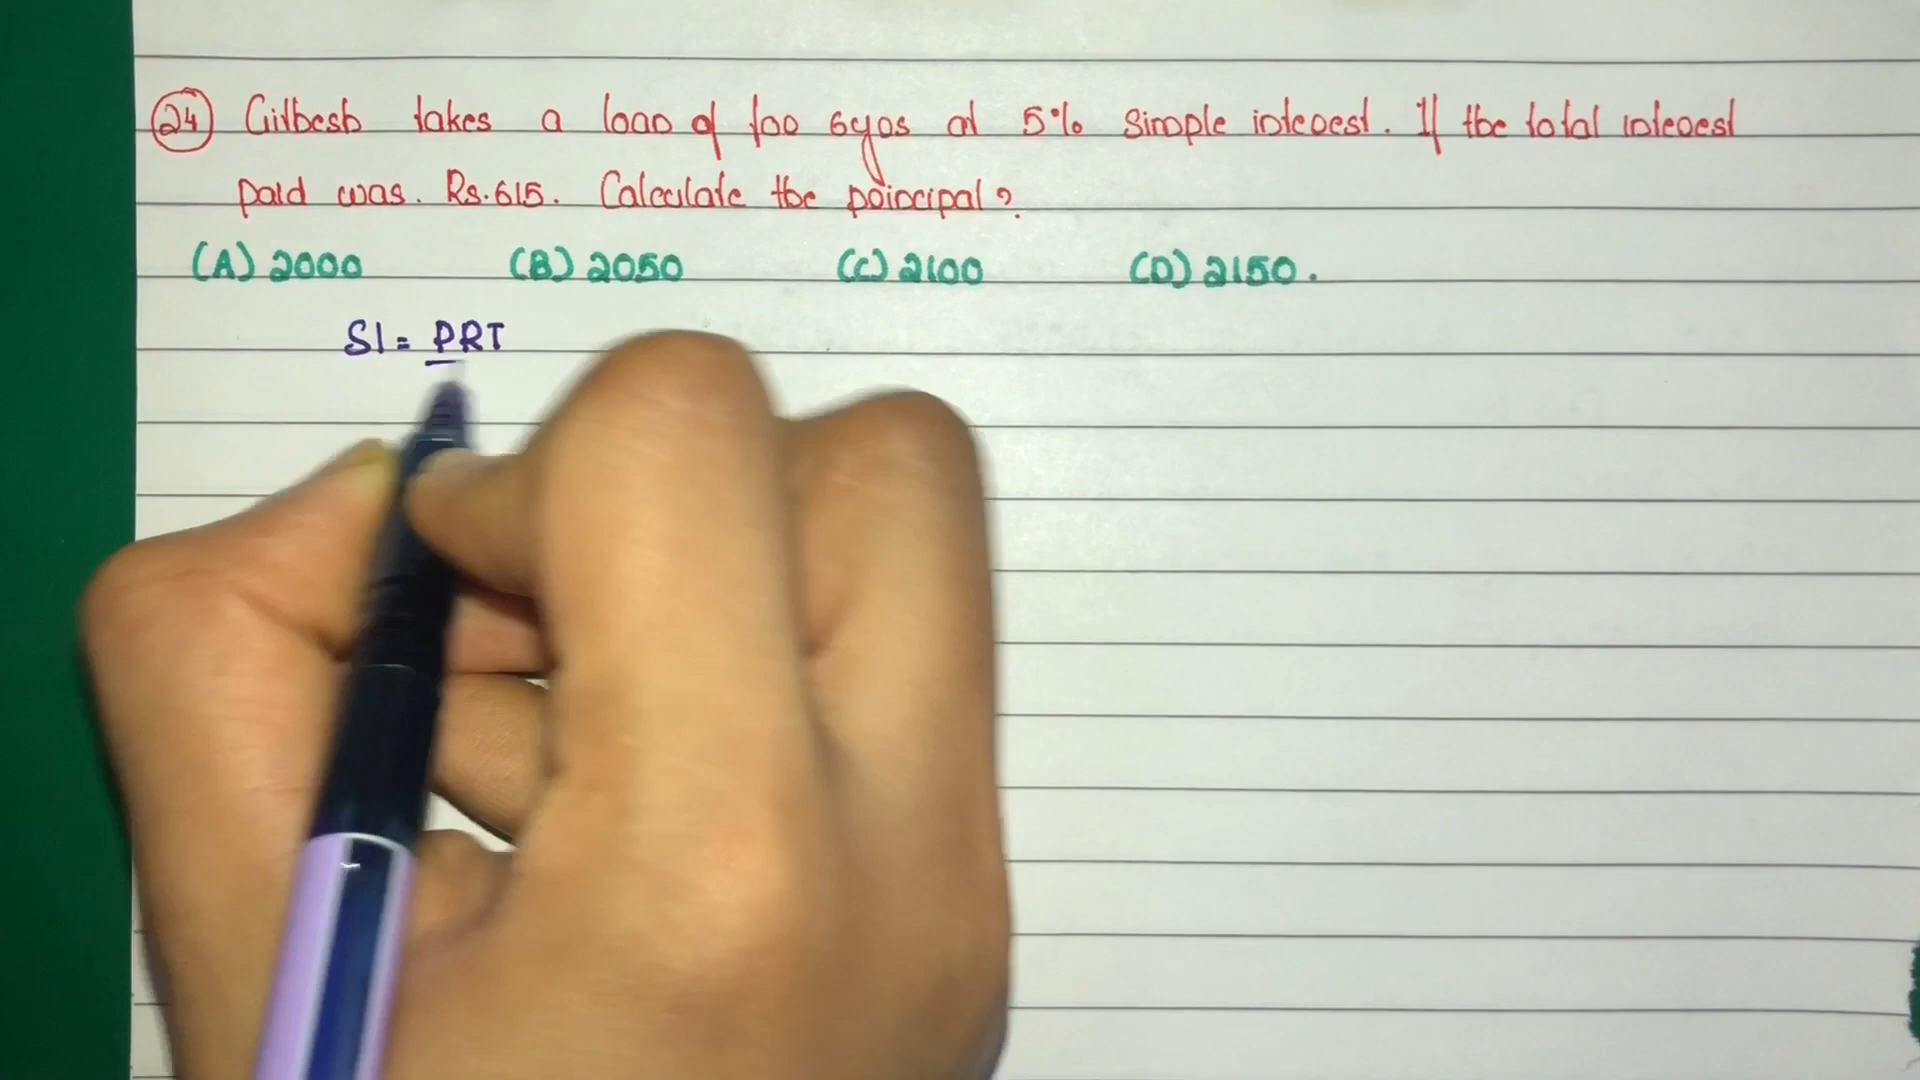 (24) Girbesh takes a loan of for 6yrs at 5% simple interest. If the total interest
paid was. Rs.615. Calculate the principal?
(A) 2000 (B) 2050 (C) 2100 (D) 2150.
SI = PRT